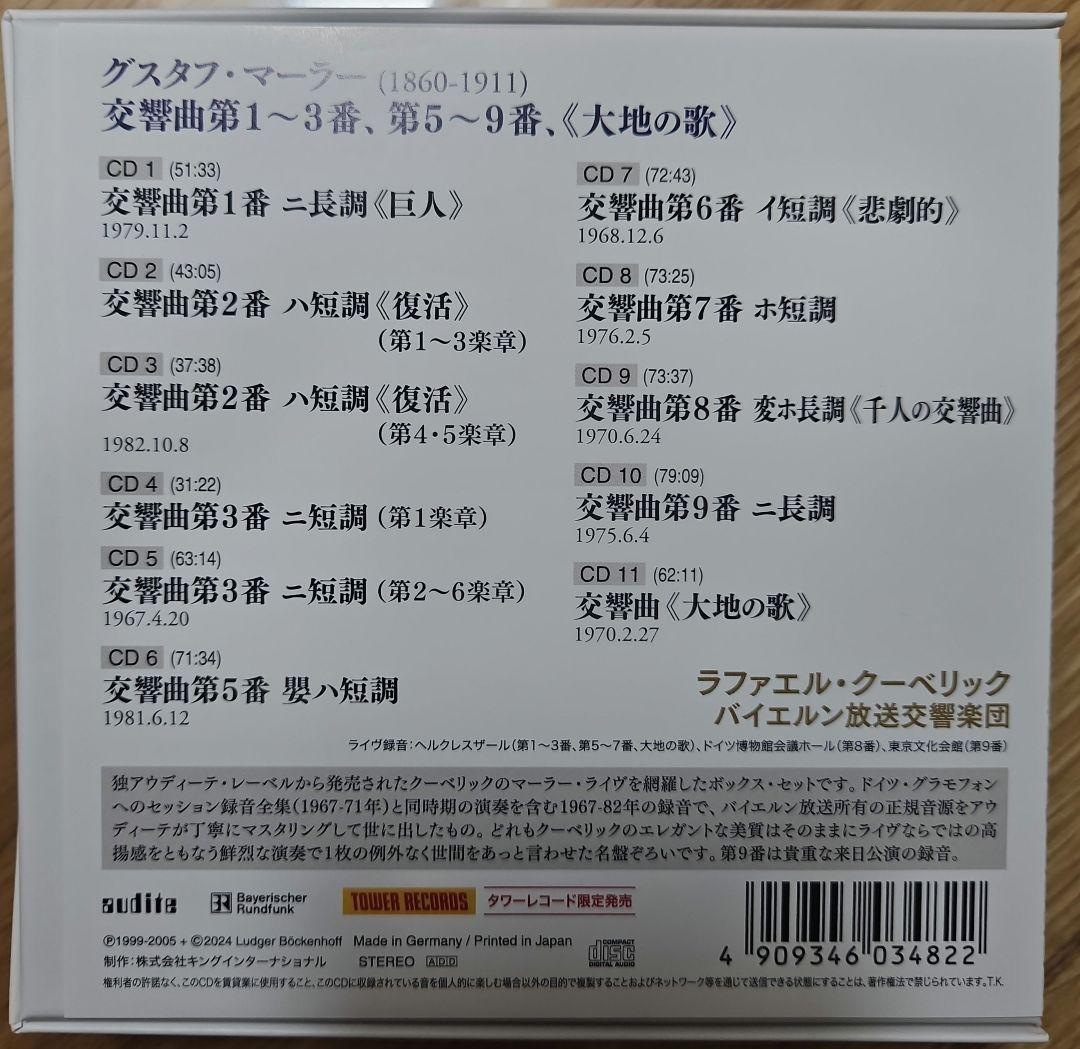 グスタフ・マーラー (1860-1911)
交響曲第1〜3番、第5〜9番、《大地の歌》
CD 1 (51:33)
交響曲第1番 ニ長調《巨人》
1979.11.2
CD 2 (43:05)
交響曲第2番 ハ短調《復活》
(第1〜3楽章)
CD 3 (37:38)
交響曲第2番 ハ短調《復活》
(第4・5楽章)
1982.10.8
CD 4 (31:22)
交響曲第3番 ニ短調 (第1楽章)
CD 5 (63:14)
交響曲第3番 ニ短調 (第2〜6楽章)
1967.4.20
CD 6 (71:34)
交響曲第5番 嬰ハ短調
1981.6.12
CD 7 (72:43)
交響曲第6番 イ短調《悲劇的》
1968.12.6
CD 8 (73:25)
交響曲第7番 ホ短調
1976.2.5
CD 9 (73:37)
交響曲第8番 変ホ長調《千人の交響曲》
1970.6.24
CD 10 (79:09)
交響曲第9番 ニ長調
1975.6.4
CD 11 (62:11)
交響曲《大地の歌》
1970.2.27
ラファエル・クーベリック
バイエルン放送交響楽団
ライヴ録音：ヘルクレスザール(第1〜3番、第5〜7番、大地の歌)、ドイツ博物館会議ホール(第8番)、東京文化会館(第9番)
独アウディーテ・レーベルから発売されたクーベリックのマーラー・ライヴを網羅したボックス・セットです。ドイツ・グラモフォン
へのセッション録音全集(1967-71年)と同時期の演奏を含む1967-82年の録音で、バイエルン放送所有の正規音源をアウ
ディーテが丁寧にマスタリングして世に出したもの。どれもクーベリックのエレガントな美質はそのままにライヴならではの高
揚感をともなう鮮烈な演奏で1枚の例外なく世間をあっと言わせた名盤ぞろいです。第9番は貴重な来日公演の録音。
audite
Bayerischer
Rundfunk
TOWER RECORDS
タワーレコード限定発売
Ⓟ1999-2005 + Ⓒ2024 Ludger Böckenhoff Made in Germany / Printed in Japan
制作：株式会社キングインターナショナル STEREO ADD
COMPACT
disc
DIGITAL AUDIO
4 909346 034822
権利者の許諾なく、このCDを賃貸業に使用すること、このCDに収録されている音を個人的に楽しむ場合以外の目的で複製することおよびネットワーク等を通じて送信できる状態にすることは、著作権法で禁じられています。T.K.